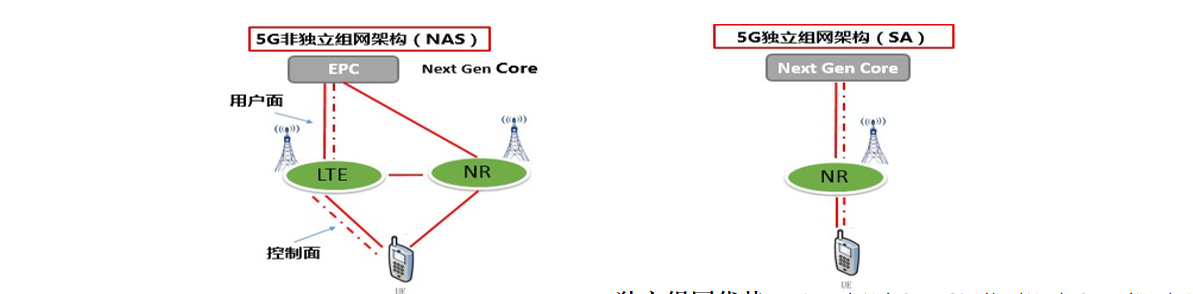 5G非独立组网架构（NAS）
EPC
Next Gen Core
用户面
LTE
NR
控制面
UE
5G独立组网架构（SA）
Next Gen Core
NR
UE